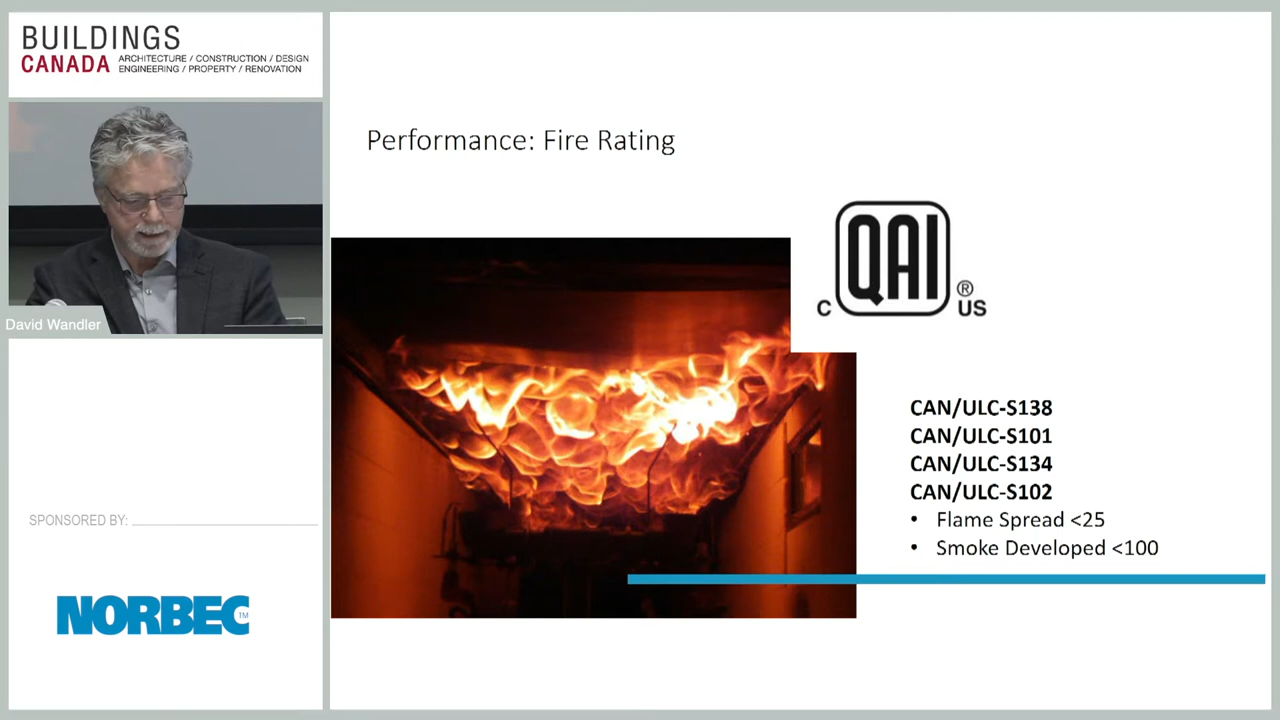 BUILDINGS
CANADA
ARCHITECTURE / CONSTRUCTION / DESIGN
ENGINEERING / PROPERTY / RENOVATION
David Wandler
SPONSORED BY:
NORBEC™
Performance: Fire Rating
QAI
®
C US
CAN/ULC-S138
CAN/ULC-S101
CAN/ULC-S134
CAN/ULC-S102
• Flame Spread <25
• Smoke Developed <100